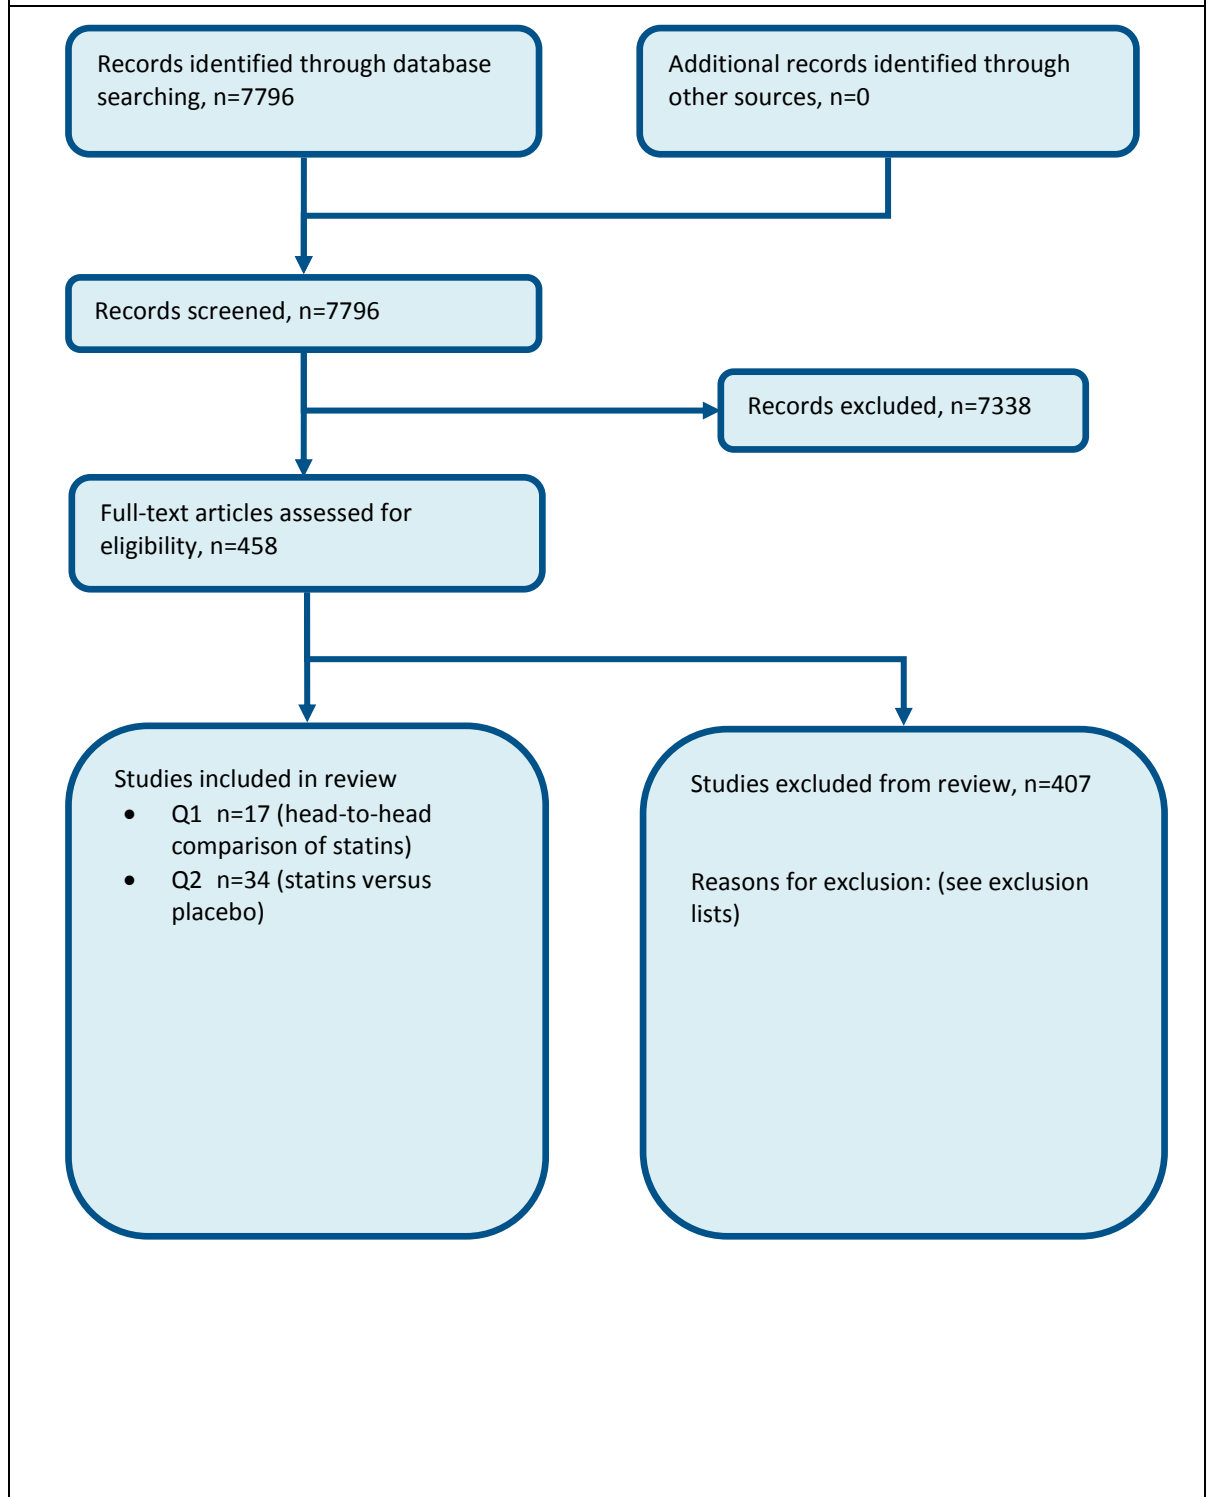 Records identified through database
searching, n=7796
Additional records identified through
other sources, n=0
Records screened, n=7796
Records excluded, n=7338
Full-text articles assessed for
eligibility, n=458
Studies included in review
• Q1 n=17 (head-to-head
comparison of statins)
• Q2 n=34 (statins versus
placebo)
Studies excluded from review, n=407
Reasons for exclusion: (see exclusion
lists)